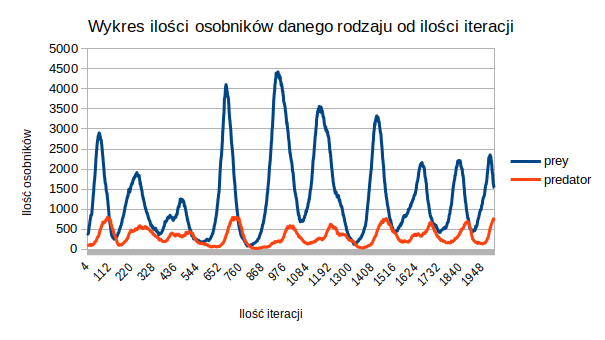 Wykres ilości osobników danego rodzaju od ilości iteracji
Ilość osobników
5000
4500
4000
3500
3000
2500
2000
1500
1000
500
0
4 112 220 328 436 544 652 760 868 976 1084 1192 1300 1408 1516 1624 1732 1840 1948
Ilość iteracji
prey
predator